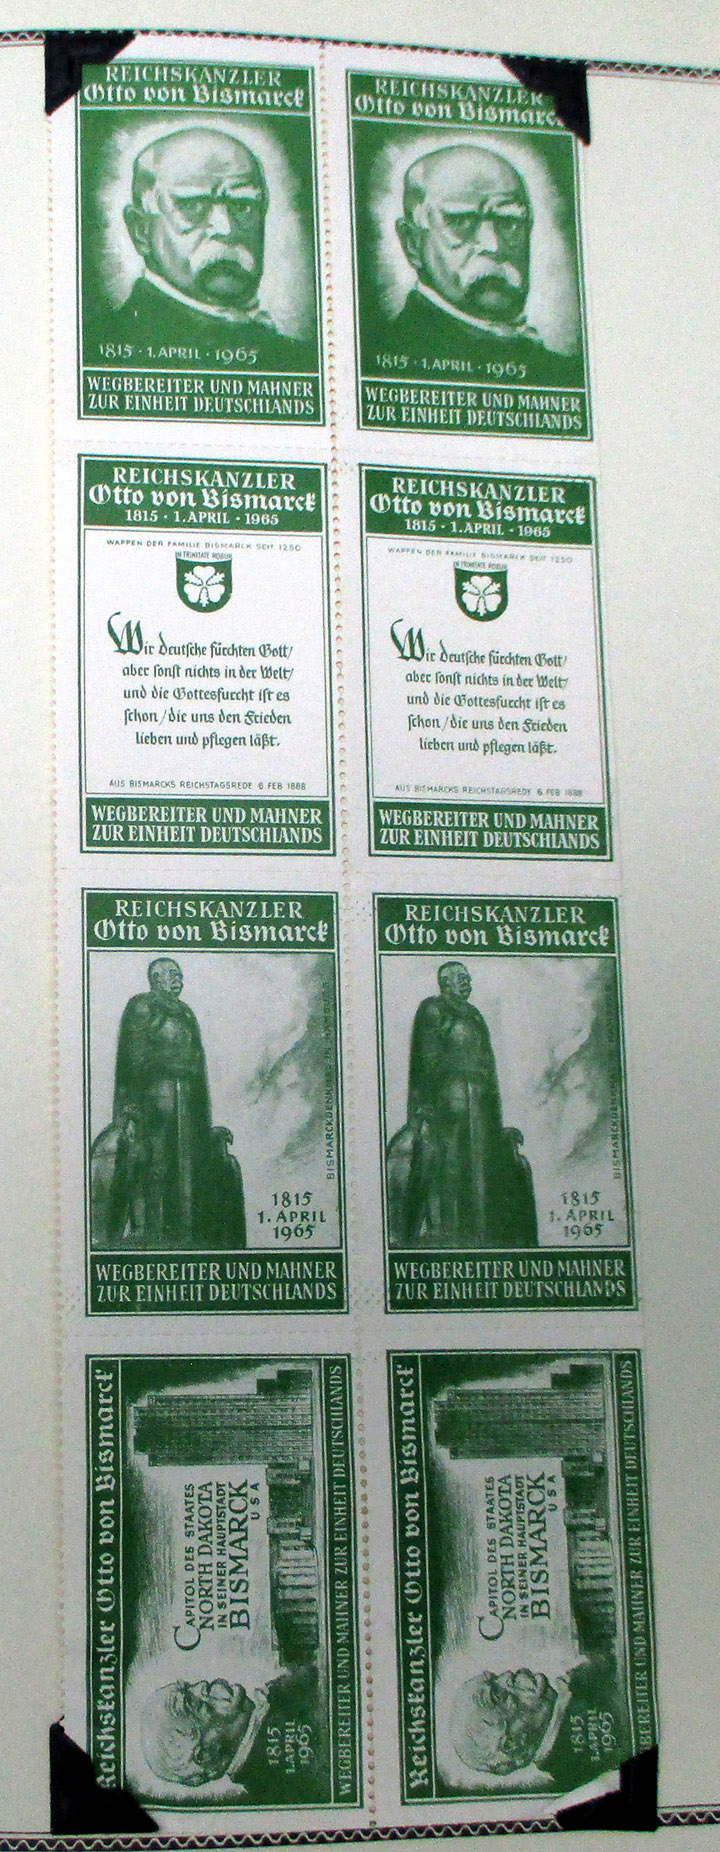 REICHSKANZLER
Otto von Bismarck
1815 · 1. APRIL · 1965
WEGBEREITER UND MAHNER
ZUR EINHEIT DEUTSCHLANDS
REICHSKANZLER
Otto von Bismarck
1815 · 1. APRIL · 1965
WEGBEREITER UND MAHNER
ZUR EINHEIT DEUTSCHLANDS
REICHSKANZLER
Otto von Bismarck
1815 · 1. APRIL · 1965
WAPPEN DER FAMILIE BISMARCK SEIT 1250
IN TRINITATE ROBUR
Wir deutsche fürchten Gott/
aber sonst nichts in der Welt/
und die Gottesfurcht ist es
schon/die uns den Frieden
lieben und pflegen läßt.
AUS BISMARCKS REICHSTAGSREDE 6 FEB 1888
WEGBEREITER UND MAHNER
ZUR EINHEIT DEUTSCHLANDS
REICHSKANZLER
Otto von Bismarck
1815 · 1. APRIL · 1965
WAPPEN DER FAMILIE BISMARCK SEIT 1250
IN TRINITATE ROBUR
Wir deutsche fürchten Gott/
aber sonst nichts in der Welt/
und die Gottesfurcht ist es
schon/die uns den Frieden
lieben und pflegen läßt.
AUS BISMARCKS REICHSTAGSREDE 6 FEB 1888
WEGBEREITER UND MAHNER
ZUR EINHEIT DEUTSCHLANDS
REICHSKANZLER
Otto von Bismarck
BISMARCKDENKMAL IN HAMBURG
1815
1. APRIL
1965
WEGBEREITER UND MAHNER
ZUR EINHEIT DEUTSCHLANDS
REICHSKANZLER
Otto von Bismarck
BISMARCKDENKMAL IN HAMBURG
1815
1. APRIL
1965
WEGBEREITER UND MAHNER
ZUR EINHEIT DEUTSCHLANDS
Reichskanzler Otto von Bismarck
CAPITOL DES STAATES
NORTH DAKOTA
IN SEINER HAUPTSTADT
BISMARCK
USA
1815
1. APRIL
1965
WEGBEREITER UND MAHNER ZUR EINHEIT DEUTSCHLANDS
Reichskanzler Otto von Bismarck
CAPITOL DES STAATES
NORTH DAKOTA
IN SEINER HAUPTSTADT
BISMARCK
USA
1815
1. APRIL
1965
BEREITER UND MAHNER ZUR EINHEIT DEUTSCHLANDS